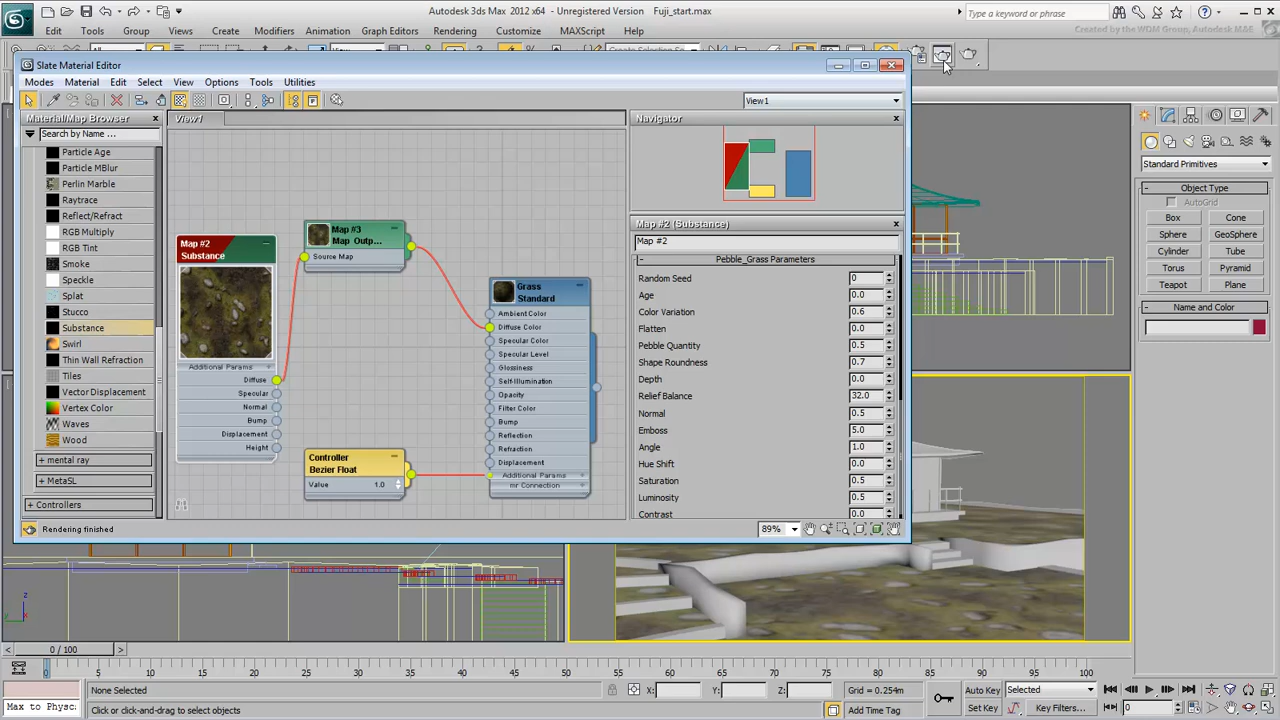 Autodesk 3ds Max 2012 x64 - Unregistered Version Fuji_start.max
Type a keyword or phrase
Edit Tools Group Views Create Modifiers Animation Graph Editors Rendering Customize MAXScript Help
Created by the WDM Group, Autodesk M&E
Slate Material Editor
Modes Material Edit Select View Options Tools Utilities
View1
Material/Map Browser
View1
Navigator
Search by Name ...
Particle Age
Particle MBlur
Perlin Marble
Raytrace
Reflect/Refract
RGB Multiply
RGB Tint
Smoke
Speckle
Splat
Stucco
Substance
Swirl
Thin Wall Refraction
Tiles
Vector Displacement
Vertex Color
Waves
Wood
+ mental ray
+ MetaSL
+ Controllers
Map #2
Substance
Additional Params
Diffuse
Specular
Normal
Bump
Displacement
Height
Map #3
Map Outp...
Source Map
Controller
Bezier Float
Value 1.0
Grass
Standard
Ambient Color
Diffuse Color
Specular Color
Specular Level
Glossiness
Self-Illumination
Opacity
Filter Color
Bump
Reflection
Refraction
Displacement
Additional Params
mr Connection
Map #2 (Substance)
Map #2
- Pebble_Grass Parameters
Random Seed 0
Age 0.0
Color Variation 0.6
Flatten 0.0
Pebble Quantity 0.5
Shape Roundness 0.7
Depth 0.0
Relief Balance 32.0
Normal 0.5
Emboss 5.0
Angle 1.0
Hue Shift 0.0
Saturation 0.5
Luminosity 0.5
Contrast 0.0
Rendering finished
89%
Standard Primitives
- Object Type
AutoGrid
Box Cone
Sphere GeoSphere
Cylinder Tube
Torus Pyramid
Teapot Plane
- Name and Color
z
x
y
< 0 / 100 >
0 5 10 15 20 25 30 35 40 45 50 55 60 65 70 75 80 85 90 95 100
None Selected
X: Y: Z:
Grid = 0.254m
Auto Key
Selected
Max to Physc
Click or click-and-drag to select objects
Add Time Tag
Set Key
Key Filters...
0